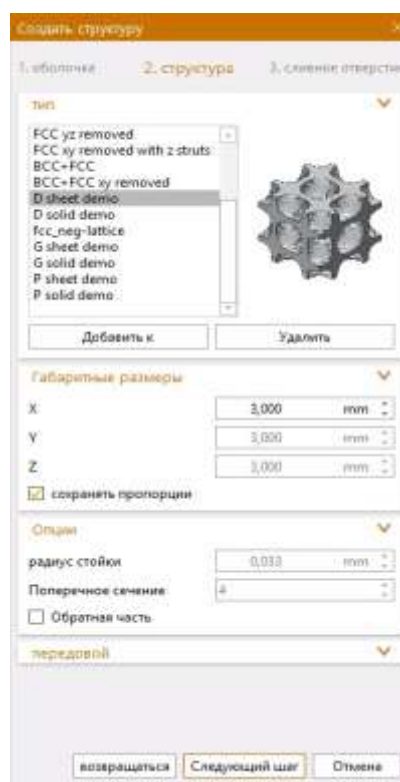 Создать структуру
1. оболочка 2. структура 3. сливное отверстие
тип
FCC yz removed
FCC xy removed with z struts
BCC+FCC
BCC+FCC xy removed
D sheet demo
D solid demo
fcc_neg-lattice
G sheet demo
G solid demo
P sheet demo
P solid demo
Добавить к Удалить
Габаритные размеры
X 3,000 mm
Y 3,000 mm
Z 3,000 mm
сохранять пропорции
Опции
радиус стойки 0,033 mm
Поперечное сечение 4
Обратная часть
передовой
возвращаться Следующий шаг Отмена